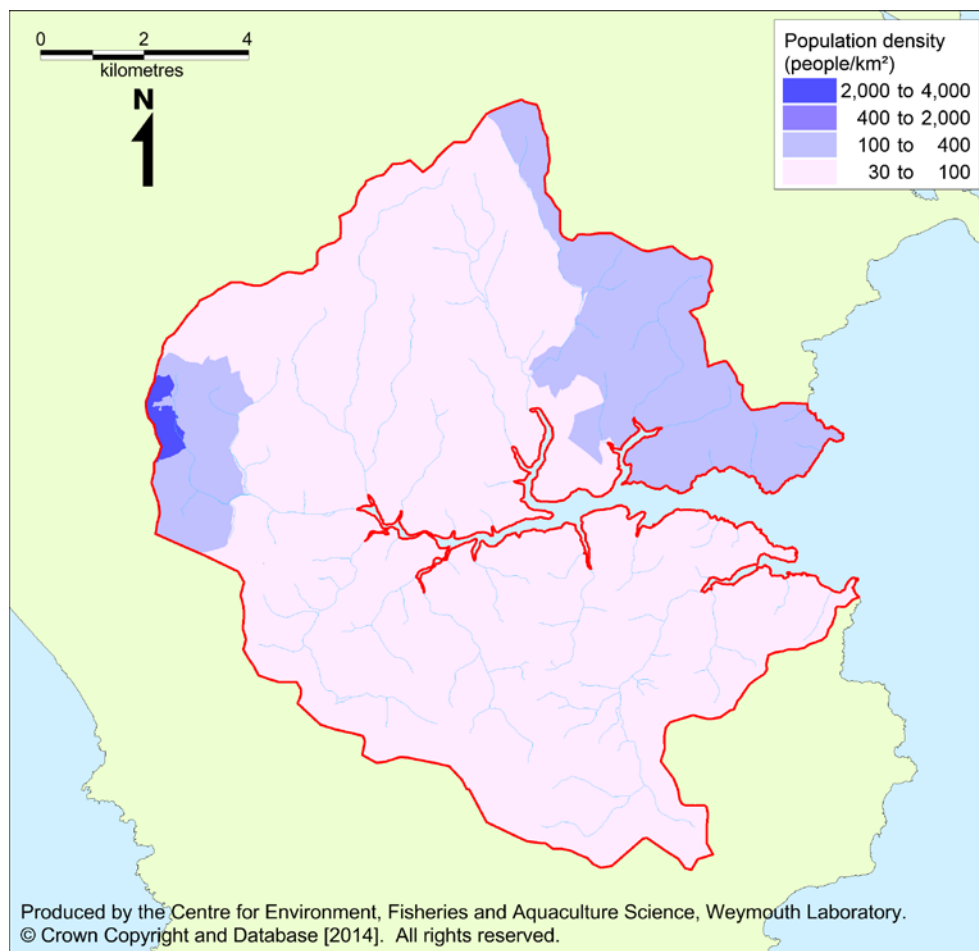 0 2 4
kilometres
N
Population density
(people/km²)
2,000 to 4,000
400 to 2,000
100 to 400
30 to 100
Produced by the Centre for Environment, Fisheries and Aquaculture Science, Weymouth Laboratory.
© Crown Copyright and Database [2014]. All rights reserved.